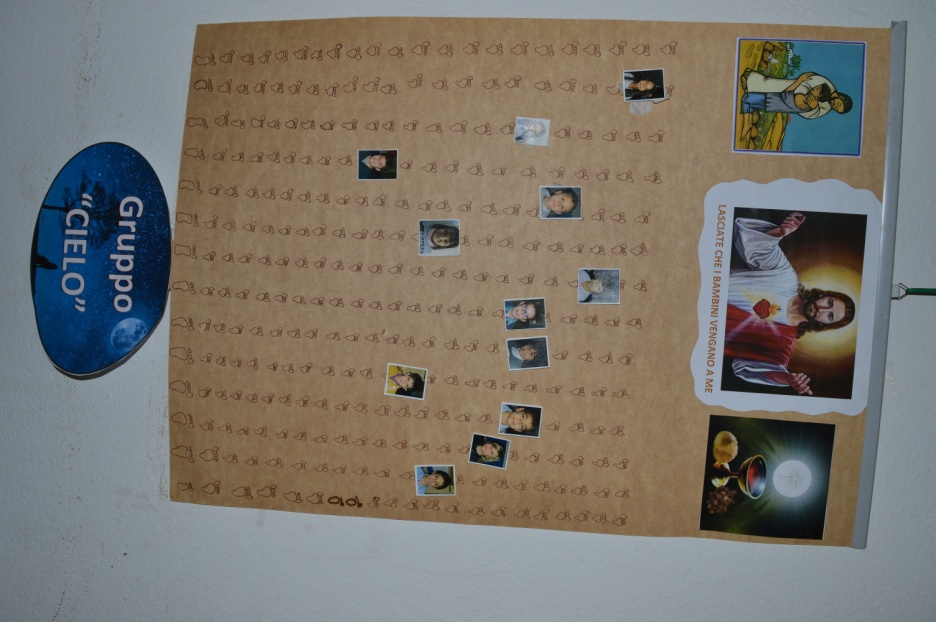 LASCIATE CHE I BAMBINI VENGANO A ME
Gruppo
“CIELO”